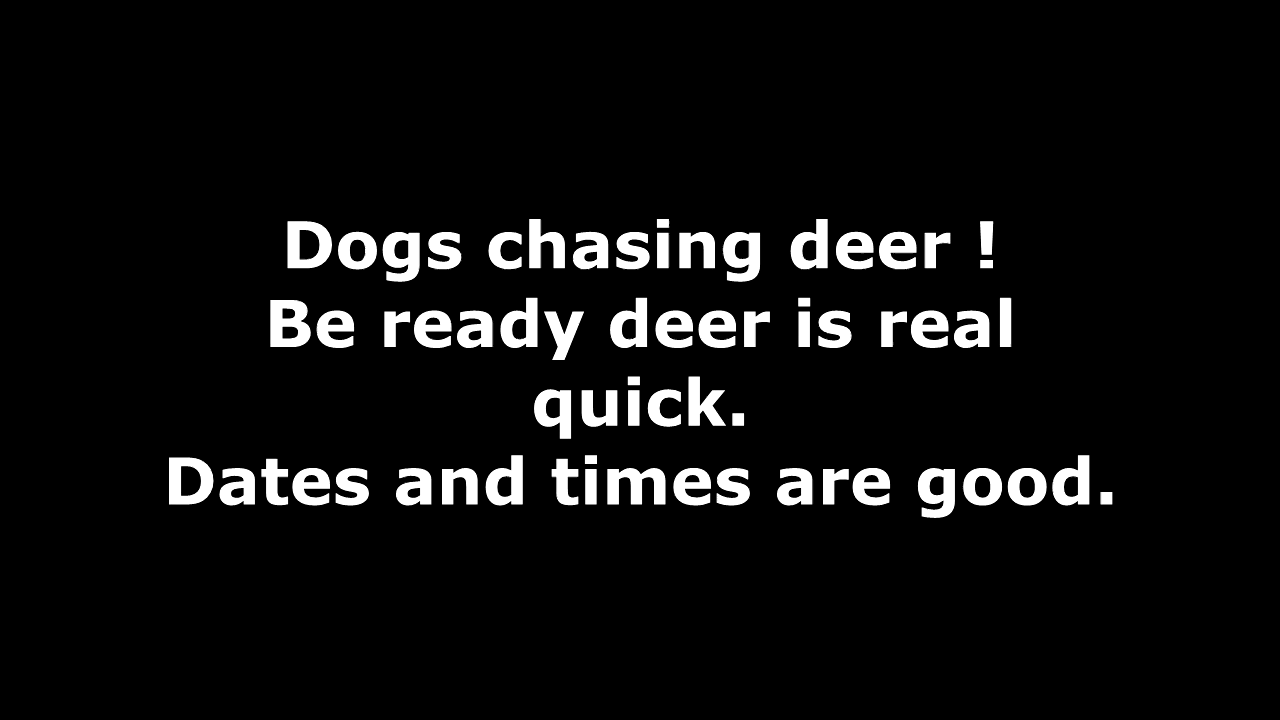 Dogs chasing deer !
Be ready deer is real
quick.
Dates and times are good.